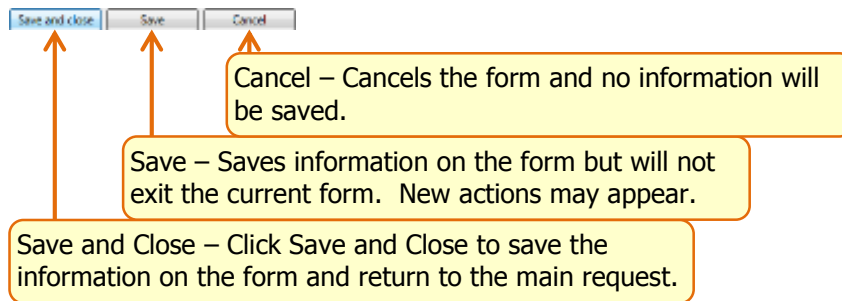 Save and close Save Cancel
Cancel – Cancels the form and no information will
be saved.
Save – Saves information on the form but will not
exit the current form.  New actions may appear.
Save and Close – Click Save and Close to save the
information on the form and return to the main request.